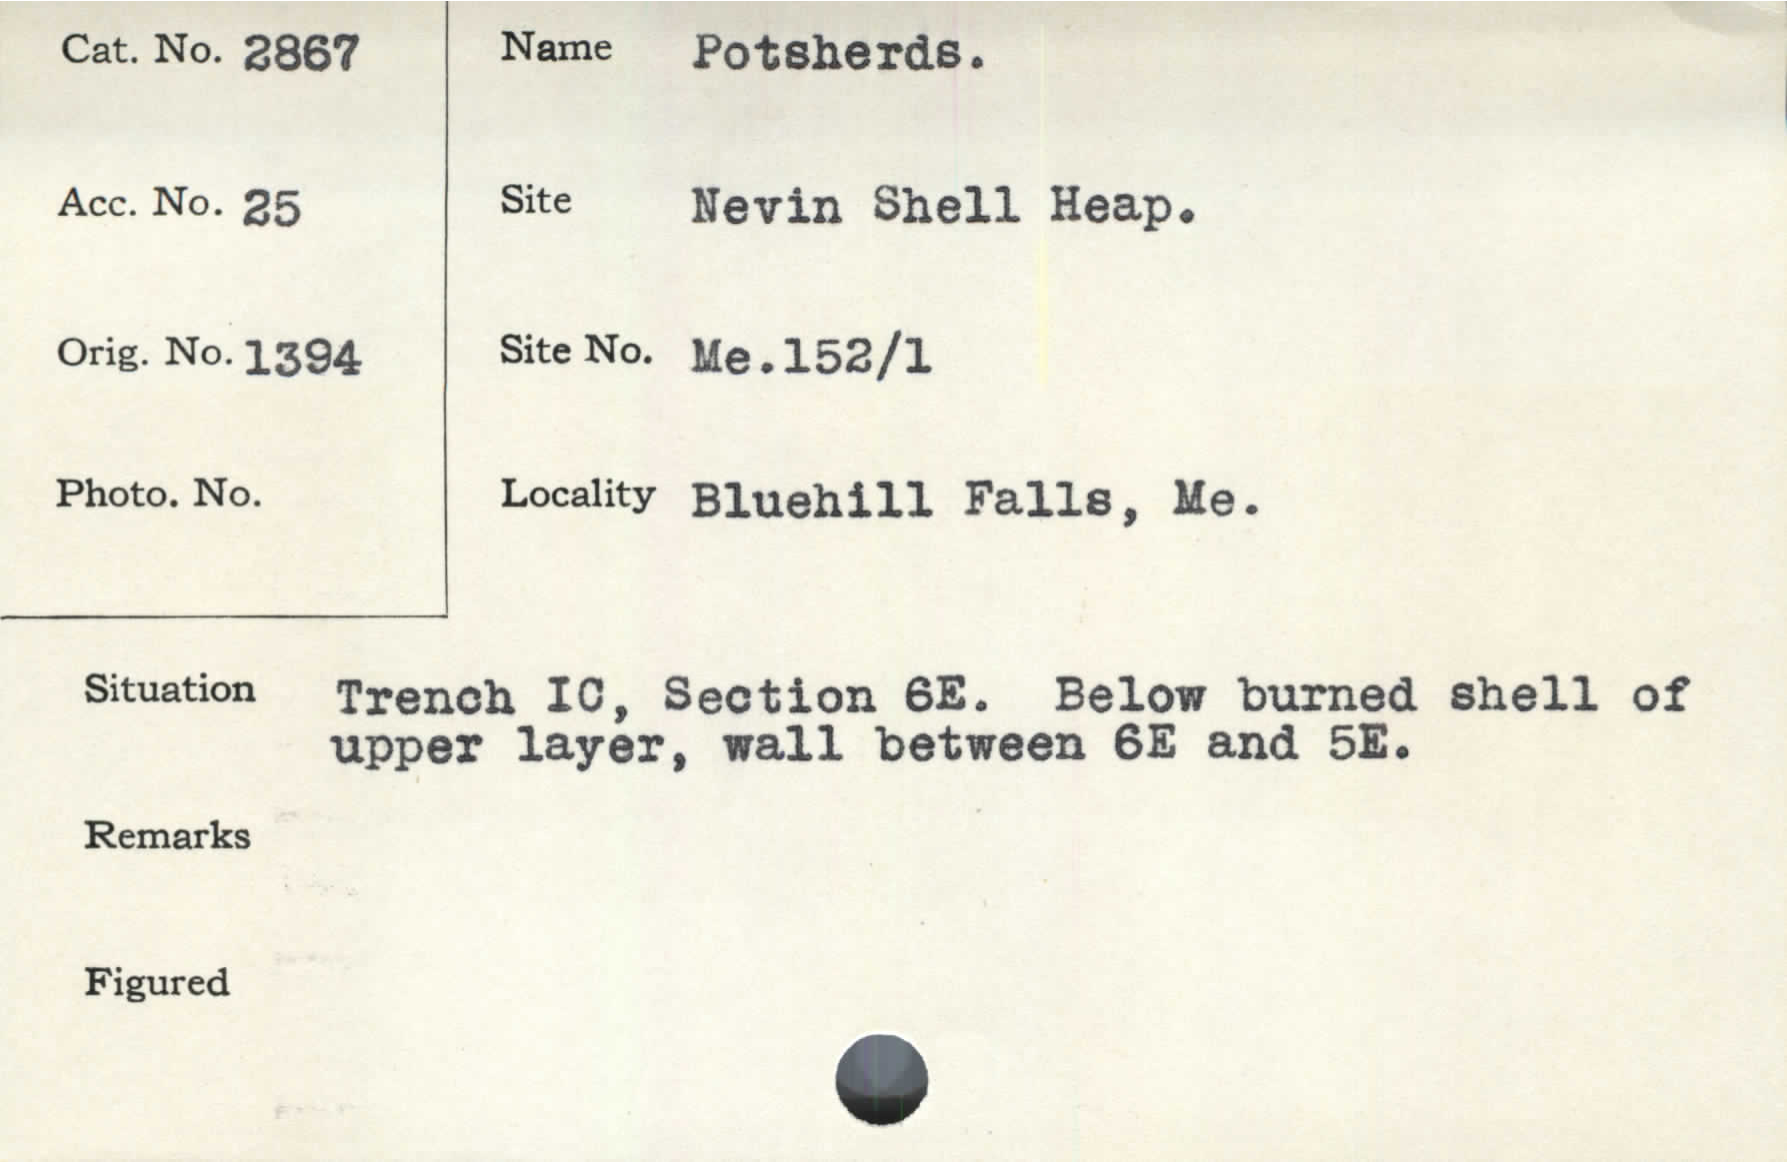 Cat. No. 2867
Name Potsherds.
Acc. No. 25
Site Nevin Shell Heap.
Orig. No. 1394
Site No. Me.152/1
Photo. No.
Locality Bluehill Falls, Me.
Situation Trench IC, Section 6E. Below burned shell of
upper layer, wall between 6E and 5E.
Remarks
Figured